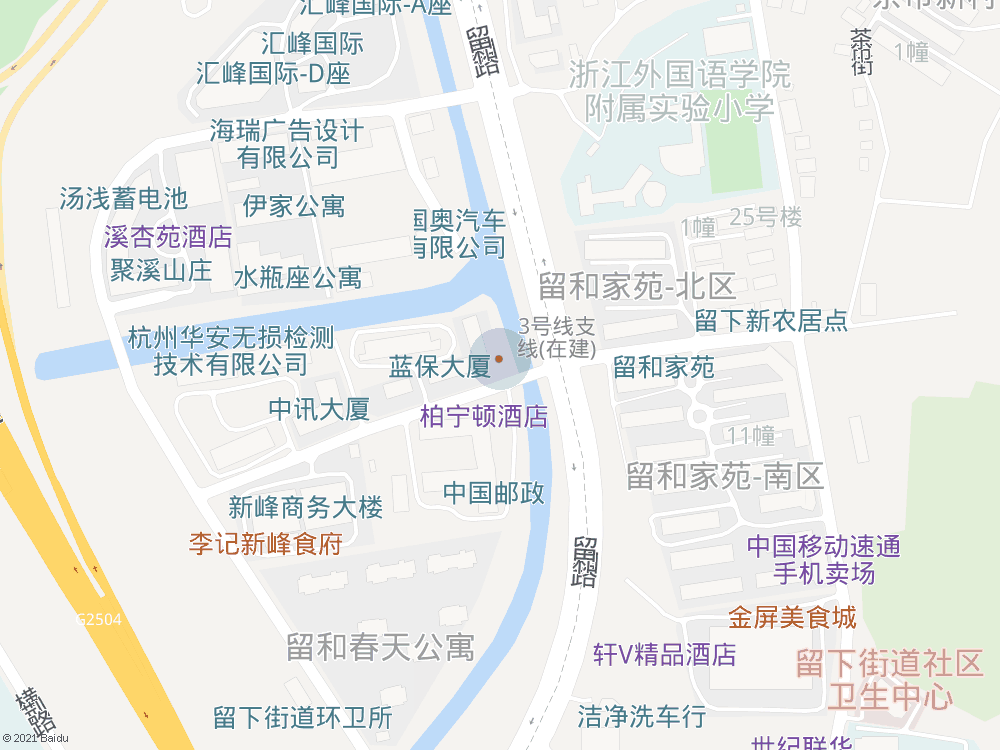 汇峰国际-A座
汇峰国际
汇峰国际-D座
留和路
浙江外国语学院
附属实验小学
茶市街
1幢
海瑞广告设计
有限公司
汤浅蓄电池
伊家公寓
国奥汽车
有限公司
溪杏苑酒店
聚溪山庄
水瓶座公寓
1幢
25号楼
留和家苑-北区
3号线支
线(在建)
留下新农居点
杭州华安无损检测
技术有限公司
蓝保大厦
留和家苑
中讯大厦
柏宁顿酒店
11幢
留和家苑-南区
中国邮政
新峰商务大楼
李记新峰食府
留和路
中国移动速通
手机卖场
G2504
金屏美食城
留和春天公寓
轩V精品酒店
留下街道社区
卫生中心
留下街道环卫所
洁净洗车行
世纪联华
© 2021 Baidu